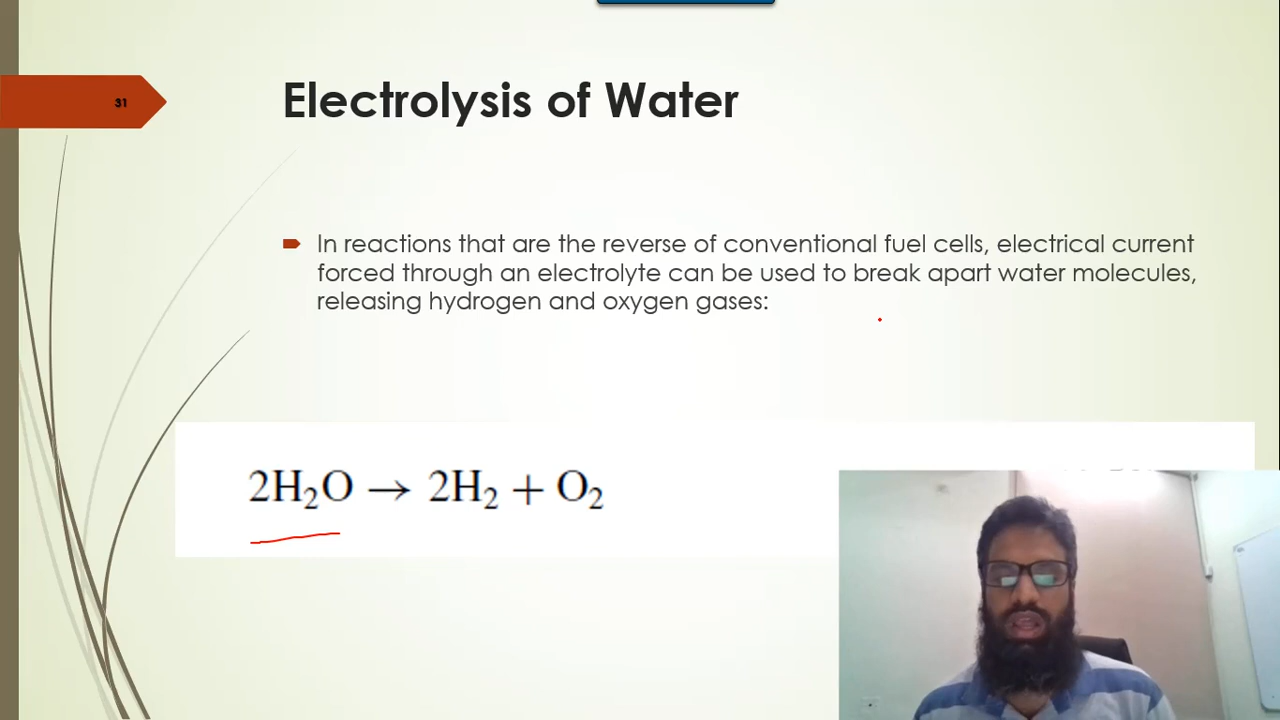 31
Electrolysis of Water
In reactions that are the reverse of conventional fuel cells, electrical current
forced through an electrolyte can be used to break apart water molecules,
releasing hydrogen and oxygen gases:
2H₂O → 2H₂ + O₂